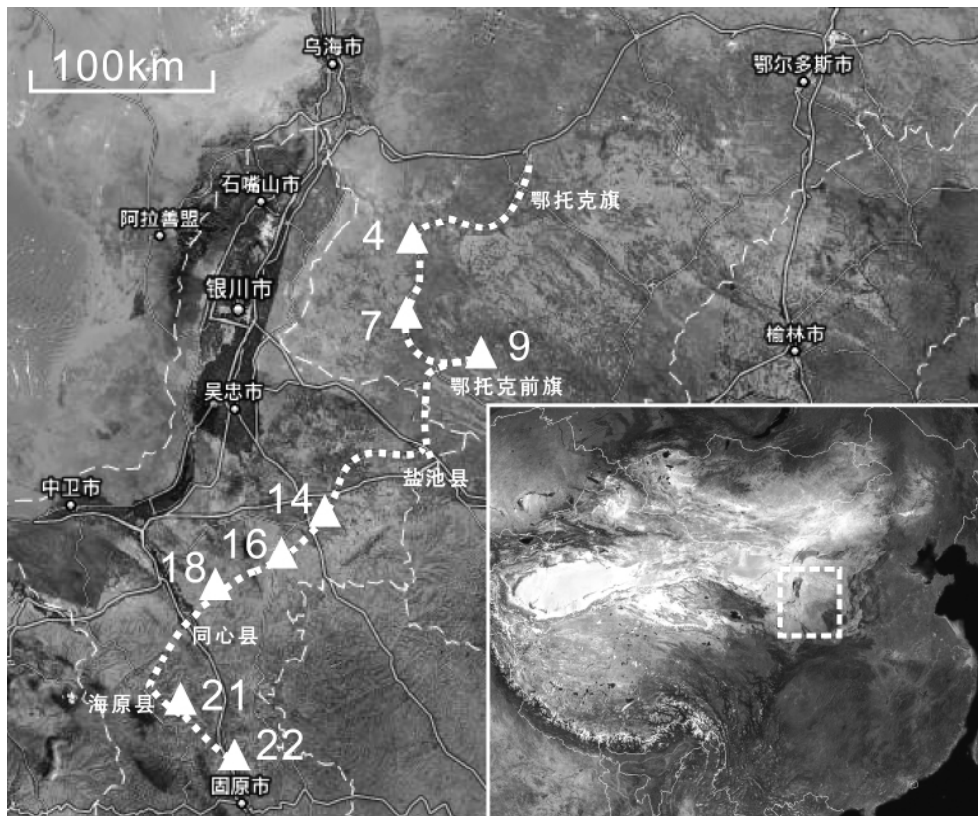 乌海市
100km
鄂尔多斯市
石嘴山市
鄂托克旗
阿拉善盟
4
银川市
7
9
榆林市
鄂托克前旗
吴忠市
盐池县
中卫市
14
16
18
同心县
海原县
21
22
固原市